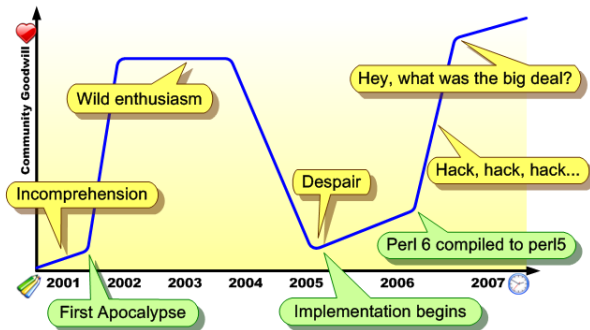 Community Goodwill
Hey, what was the big deal?
Wild enthusiasm
Incomprehension
Despair
Hack, hack, hack...
Perl 6 compiled to perl5
2001 2002 2003 2004 2005 2006 2007
First Apocalypse
Implementation begins